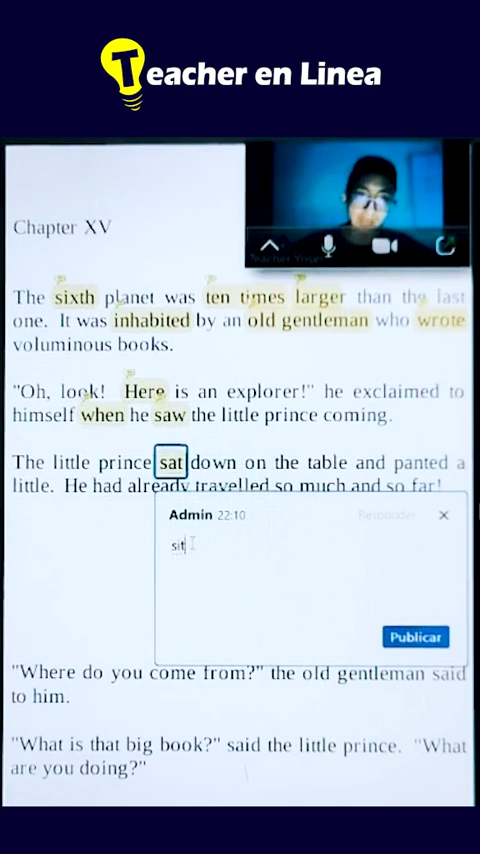 Teacher en Linea
Chapter XV
The sixth planet was ten times larger than the last
one. It was inhabited by an old gentleman who wrote
voluminous books.
"Oh, look! Here is an explorer!" he exclaimed to
himself when he saw the little prince coming.
The little prince sat down on the table and panted a
little. He had already travelled so much and so far!
Admin 22:10 Responder
sit
Publicar
"Where do you come from?" the old gentleman said
to him.
"What is that big book?" said the little prince. "What
are you doing?"